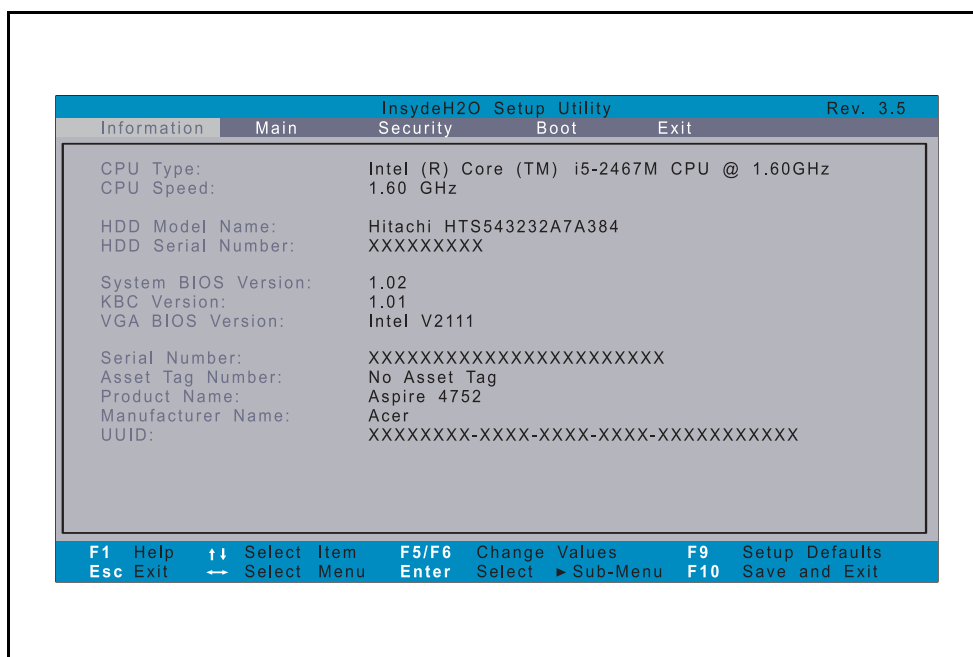 InsydeH2O Setup Utility Rev. 3.5
Information Main Security Boot Exit
CPU Type: Intel (R) Core (TM) i5-2467M CPU @ 1.60GHz
CPU Speed: 1.60 GHz
HDD Model Name: Hitachi HTS543232A7A384
HDD Serial Number: XXXXXXXXX
System BIOS Version: 1.02
KBC Version: 1.01
VGA BIOS Version: Intel V2111
Serial Number: XXXXXXXXXXXXXXXXXXXXXXX
Asset Tag Number: No Asset Tag
Product Name: Aspire 4752
Manufacturer Name: Acer
UUID: XXXXXXXX-XXXX-XXXX-XXXX-XXXXXXXXXXX
F1 Help ↑↓ Select Item F5/F6 Change Values F9 Setup Defaults
Esc Exit ↔ Select Menu Enter Select ►Sub-Menu F10 Save and Exit